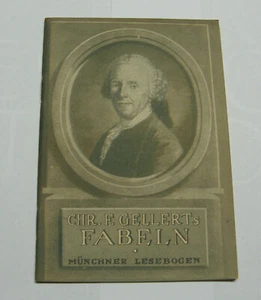 CHR. F. GELLERTs
FABELN
MÜNCHNER LESEBOGEN